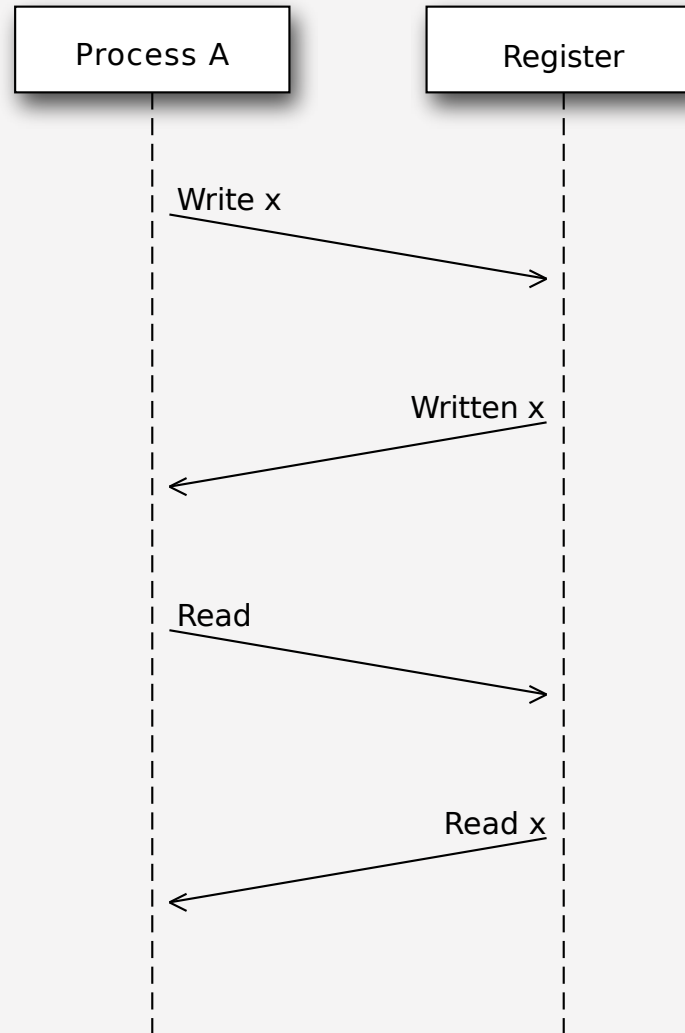 Process A
Register
Write x
Written x
Read
Read x